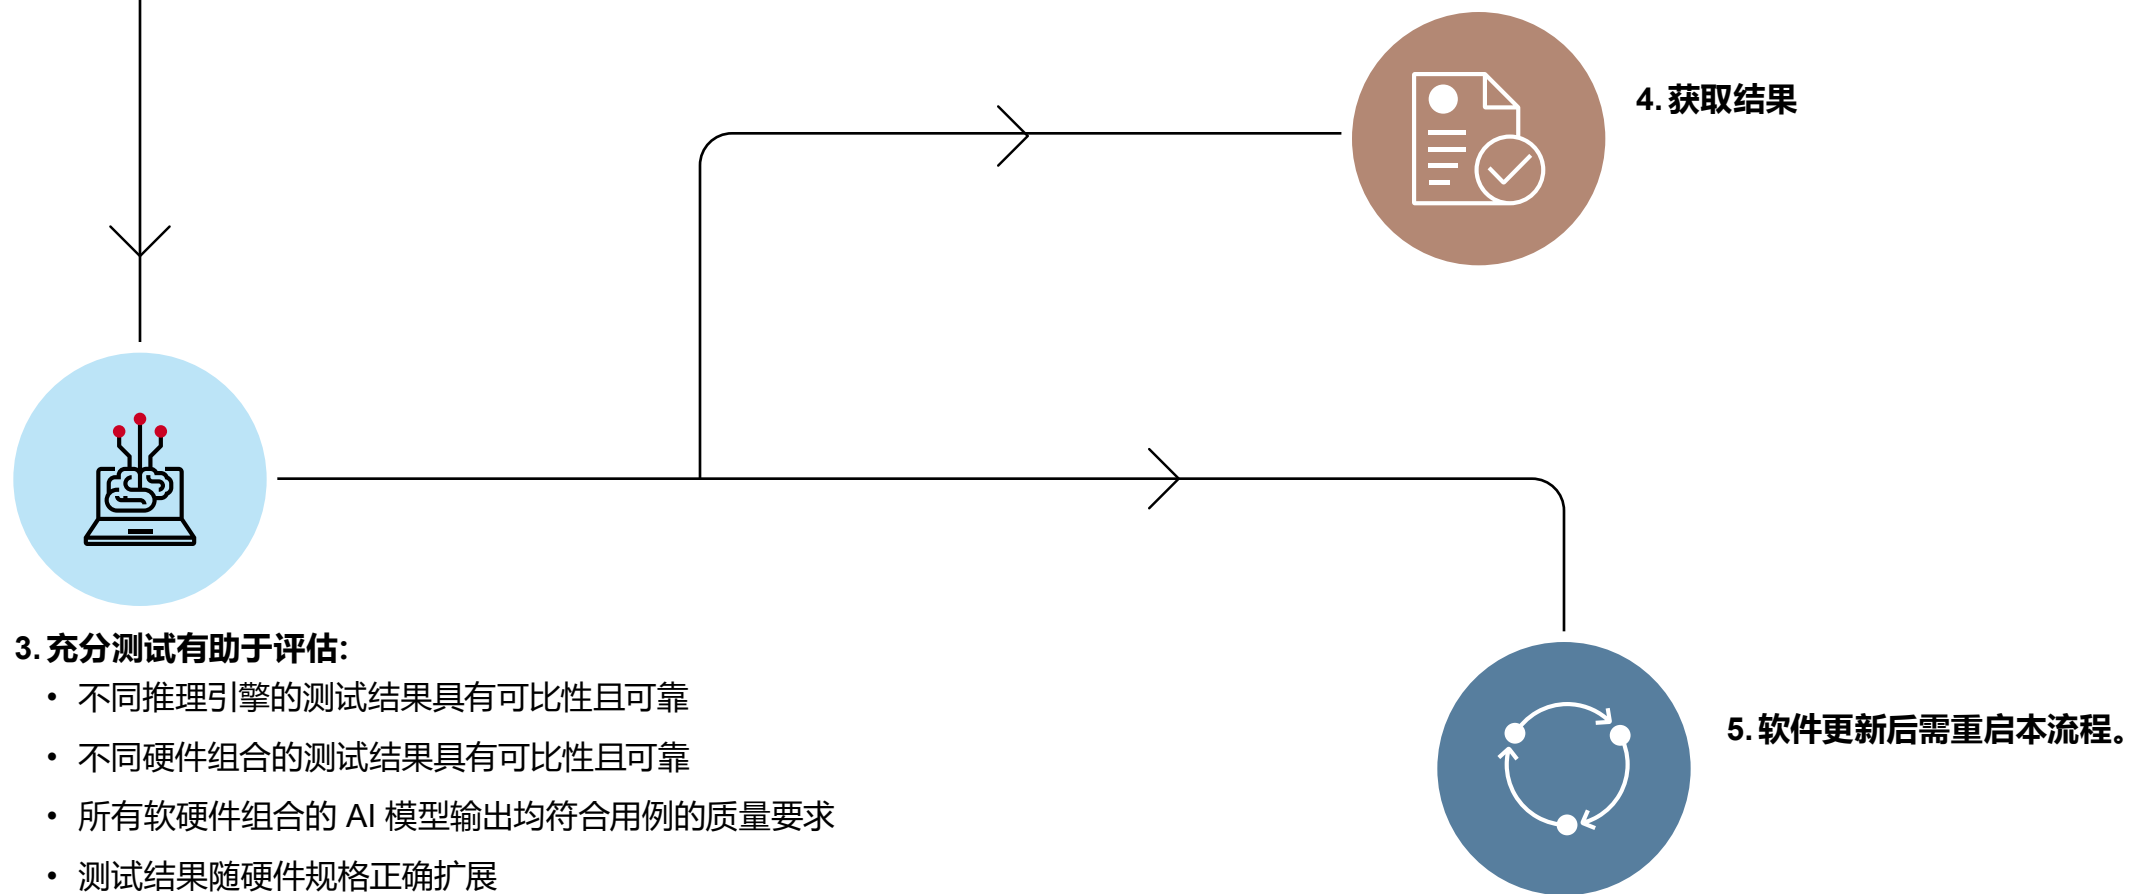 4. 获取结果
3. 充分测试有助于评估:
• 不同推理引擎的测试结果具有可比性且可靠
• 不同硬件组合的测试结果具有可比性且可靠
• 所有软硬件组合的 AI 模型输出均符合用例的质量要求
• 测试结果随硬件规格正确扩展
5. 软件更新后需重启本流程。